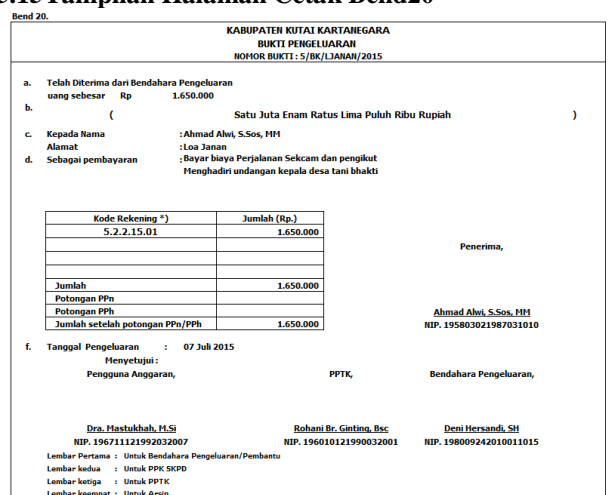 Bend 20.
KABUPATEN KUTAI KARTANEGARA
BUKTI PENGELUARAN
NOMOR BUKTI : 5/BK/LJANAN/2015
a. Telah Diterima dari Bendahara Pengeluaran
uang sebesar Rp 1.650.000
b.
( Satu Juta Enam Ratus Lima Puluh Ribu Rupiah )
c. Kepada Nama : Ahmad Alwi, S.Sos, MM
Alamat : Loa Janan
d. Sebagai pembayaran : Bayar biaya Perjalanan Sekcam dan pengikut
Menghadiri undangan kepala desa tani bhakti
Kode Rekening *) Jumlah (Rp.)
5.2.2.15.01 1.650.000
Penerima,
Jumlah 1.650.000
Potongan PPn
Potongan PPh Ahmad Alwi, S.Sos, MM
Jumlah setelah potongan PPn/PPh 1.650.000 NIP. 195803021987031010
f. Tanggal Pengeluaran : 07 Juli 2015
Menyetujui :
Pengguna Anggaran, PPTK, Bendahara Pengeluaran,
Dra. Mastukhah, M.Si Rohani Br. Ginting, Bsc Deni Hersandi, SH
NIP. 196711121992032007 NIP. 196010121990032001 NIP. 198009242010011015
Lembar Pertama : Untuk Bendahara Pengeluaran/Pembantu
Lembar kedua : Untuk PPK SKPD
Lembar ketiga : Untuk PPTK
Lembar keempat : Untuk Arsip